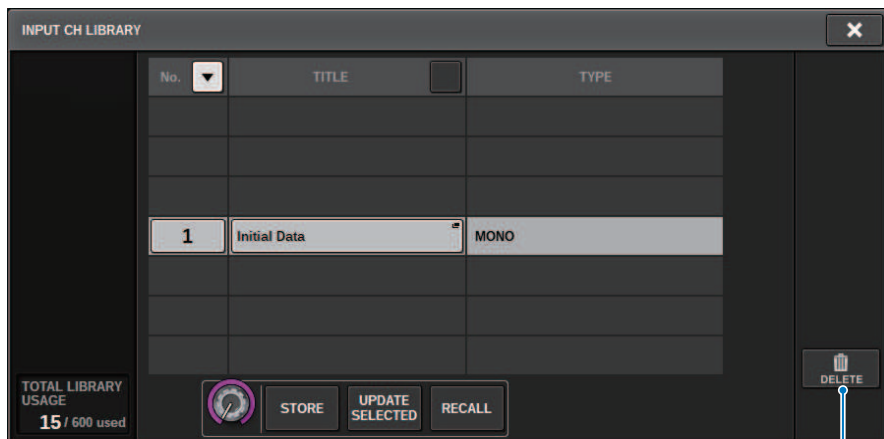 INPUT CH LIBRARY
No. TITLE TYPE
1 Initial Data MONO
DELETE
TOTAL LIBRARY
USAGE
15 / 600 used
STORE
UPDATE
SELECTED
RECALL